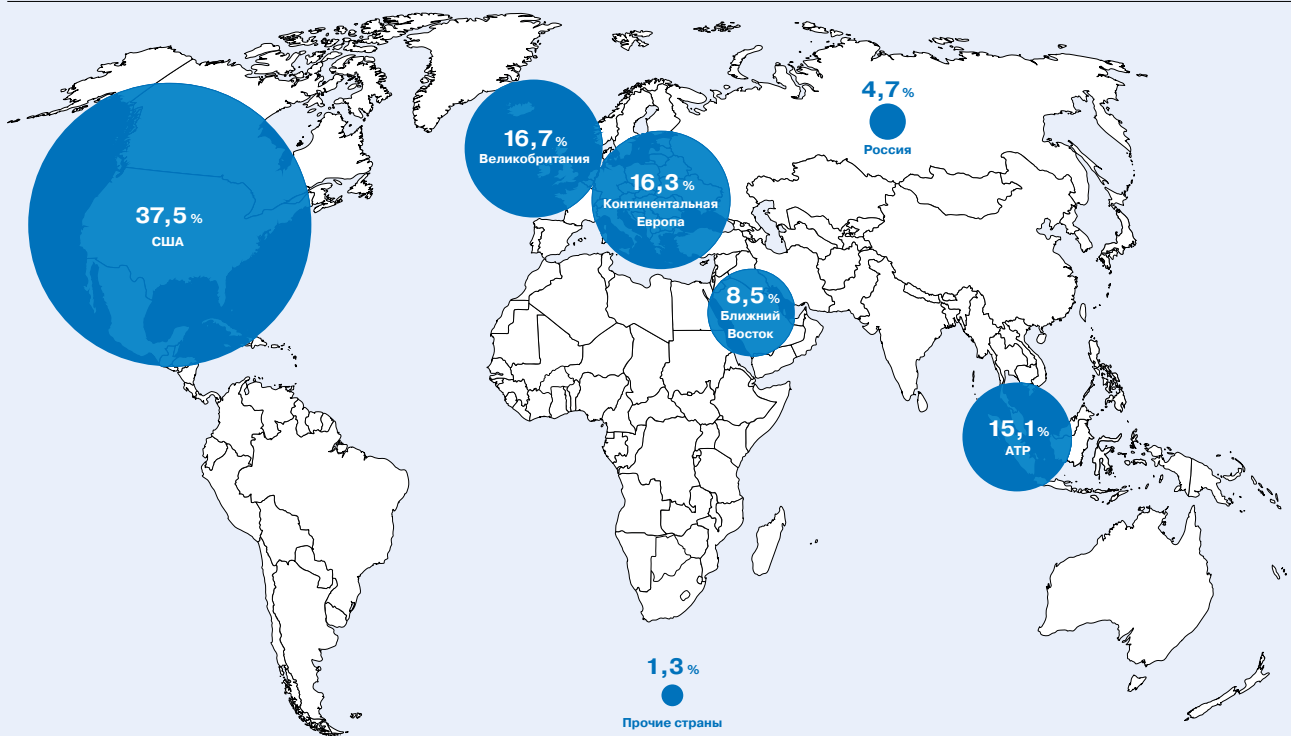 4,7 %
Россия
16,7 %
Великобритания
16,3 %
Континентальная
Европа
37,5 %
США
8,5 %
Ближний
Восток
15,1 %
АТР
1,3 %
Прочие страны